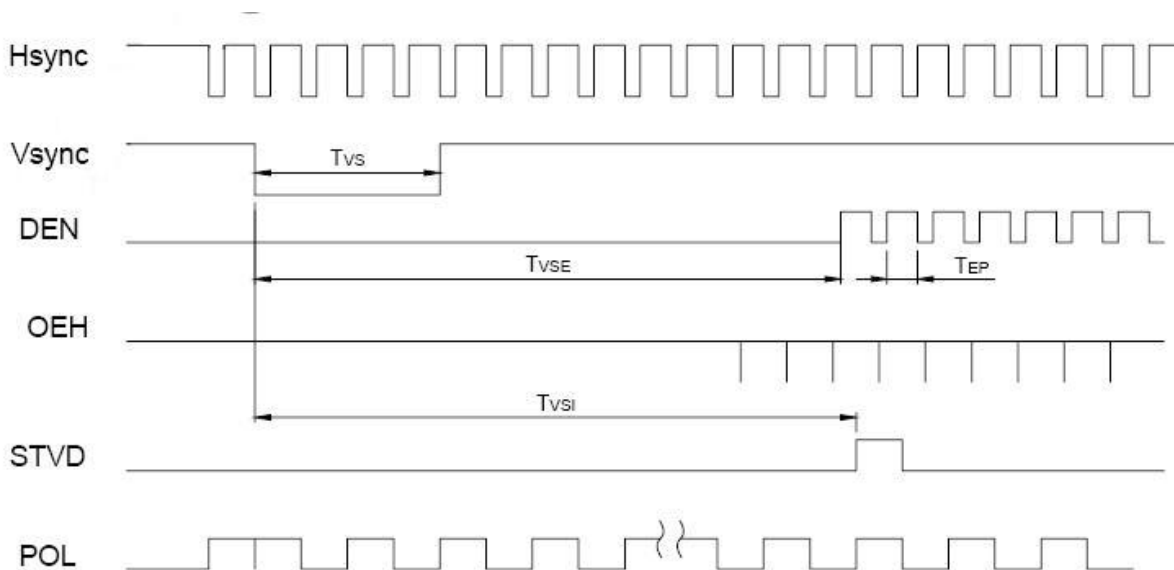 Hsync
Vsync
TVS
DEN
TVSE
TEP
OEH
TVSI
STVD
POL